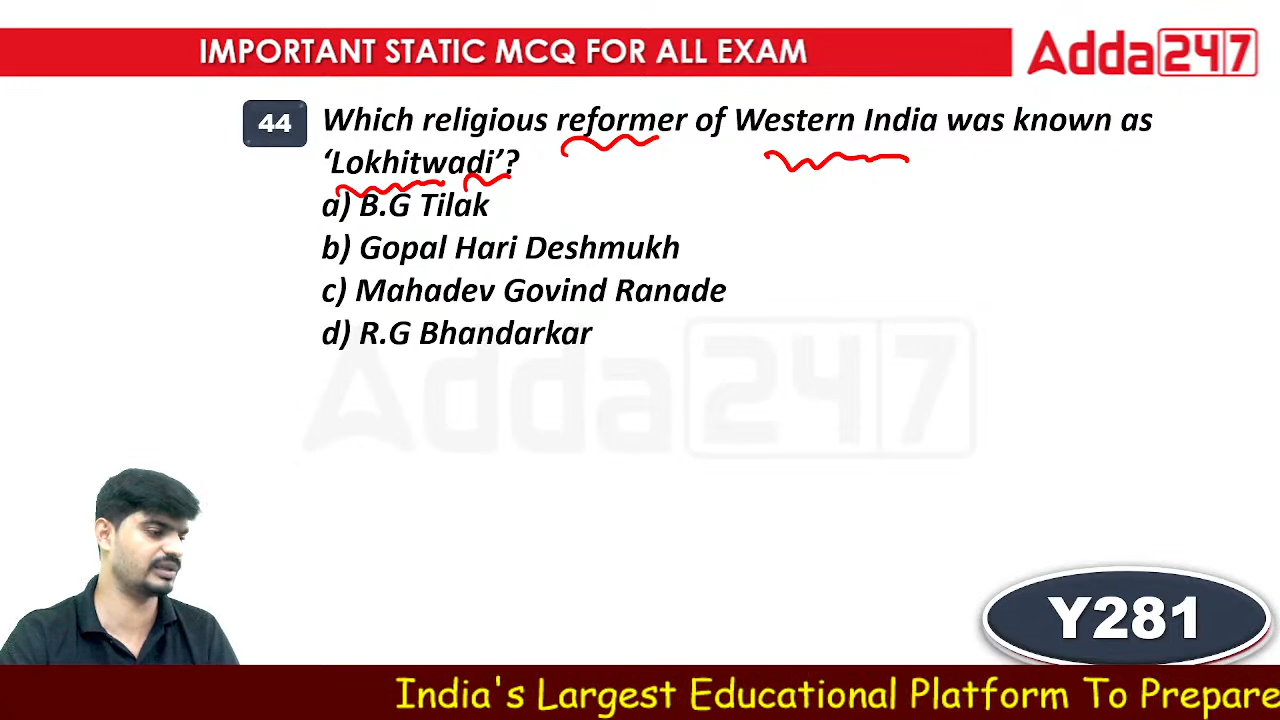 IMPORTANT STATIC MCQ FOR ALL EXAM
Adda247
44 Which religious reformer of Western India was known as
‘Lokhitwadi’?
a) B.G Tilak
b) Gopal Hari Deshmukh
c) Mahadev Govind Ranade
d) R.G Bhandarkar
Adda247
Y281
India's Largest Educational Platform To Prepare